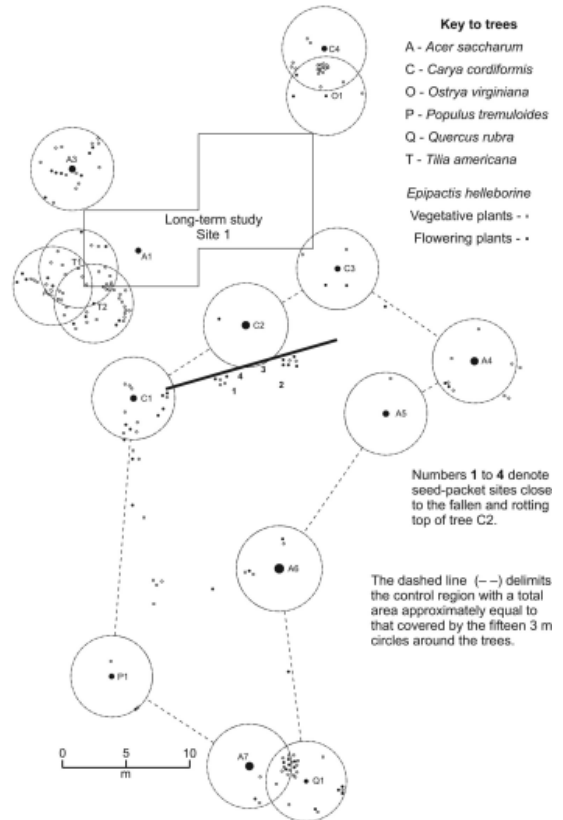 Key to trees
A - Acer saccharum
C - Carya cordiformis
O - Ostrya virginiana
P - Populus tremuloides
Q - Quercus rubra
T - Tilia americana
Epipactis helleborine
Vegetative plants -
Flowering plants -
C4
O1
A3
Long-term study
Site 1
A1
T1
T2
C3
C2
4
3
1
2
C1
A4
A5
Numbers 1 to 4 denote
seed-packet sites close
to the fallen and rotting
top of tree C2.
A6
The dashed line (– –) delimits
the control region with a total
area approximately equal to
that covered by the fifteen 3 m
circles around the trees.
P1
0 5 10
m
A7
Q1